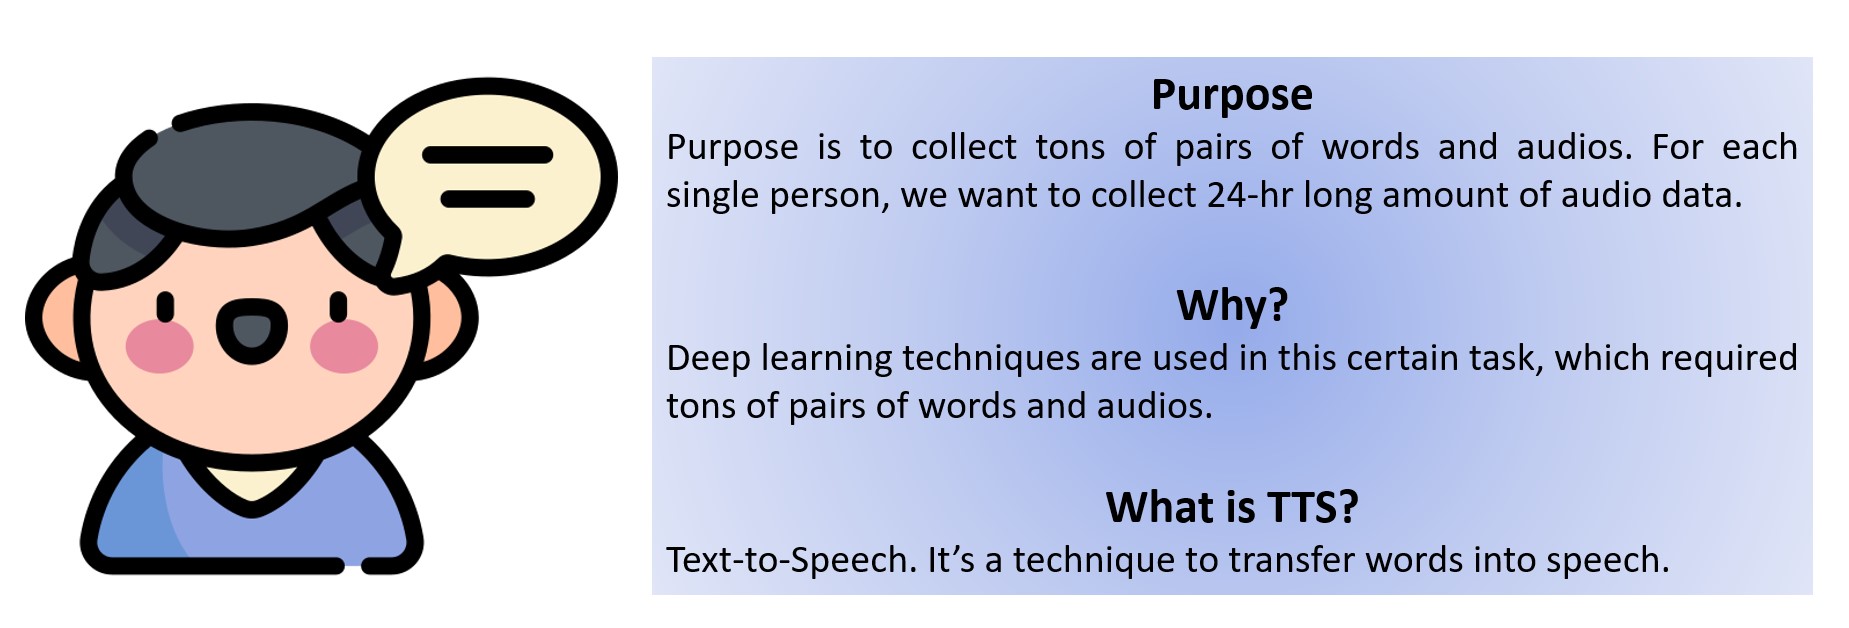 Purpose
Purpose is to collect tons of pairs of words and audios. For each
single person, we want to collect 24-hr long amount of audio data.
Why?
Deep learning techniques are used in this certain task, which required
tons of pairs of words and audios.
What is TTS?
Text-to-Speech. It’s a technique to transfer words into speech.